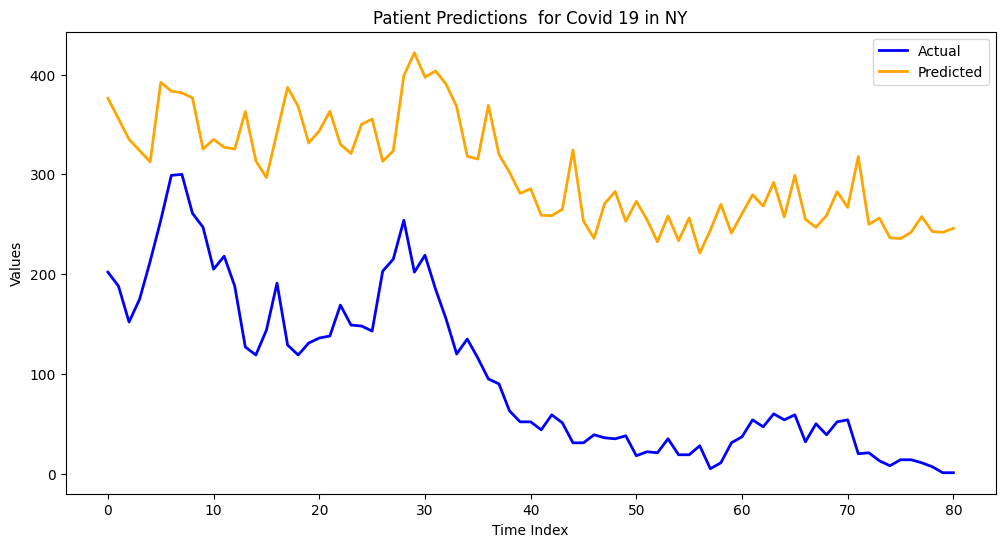 Patient Predictions  for Covid 19 in NY
Actual
Predicted
Values
400
300
200
100
0
0 10 20 30 40 50 60 70 80
Time Index